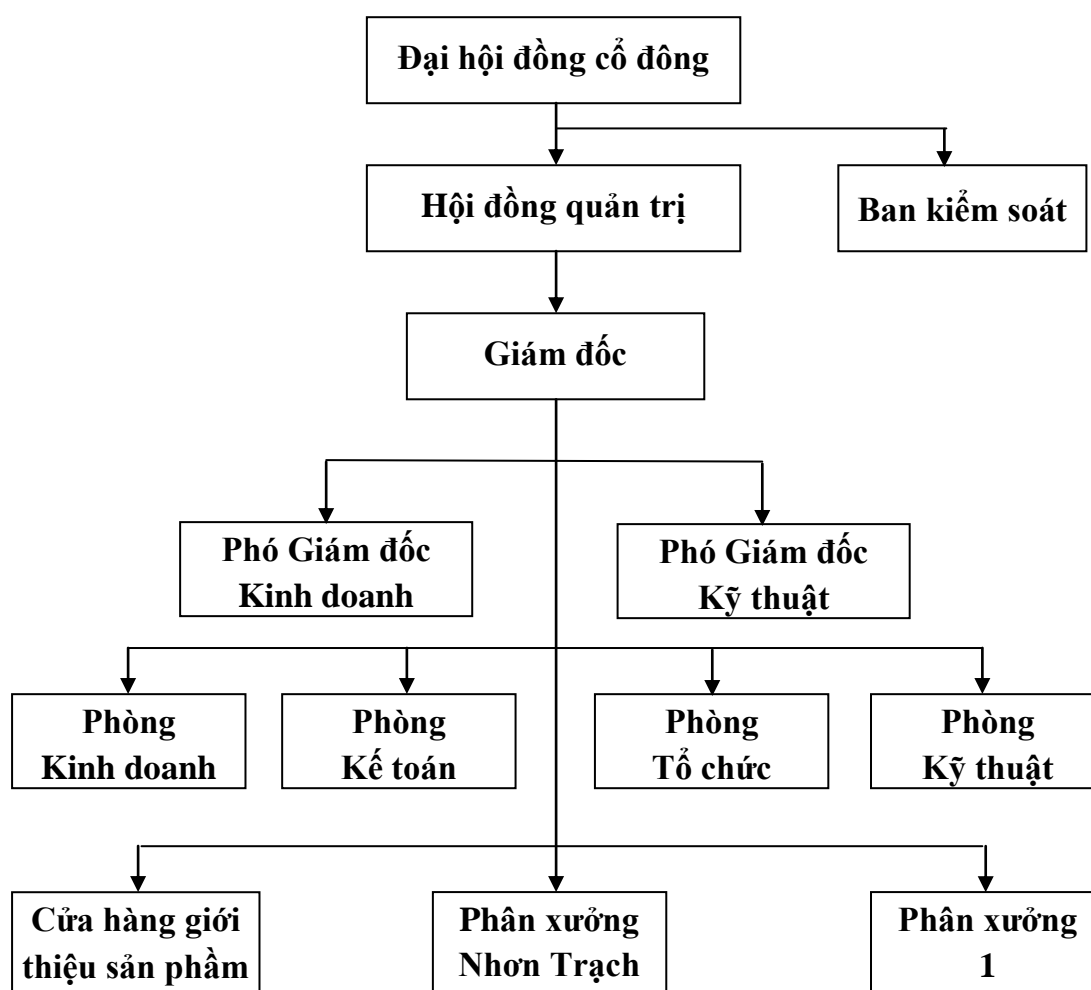 Đại hội đồng cổ đông
Hội đồng quản trị
Ban kiểm soát
Giám đốc
Phó Giám đốc
Kinh doanh
Phó Giám đốc
Kỹ thuật
Phòng
Kinh doanh
Phòng
Kế toán
Phòng
Tổ chức
Phòng
Kỹ thuật
Cửa hàng giới
thiệu sản phầm
Phân xưởng
Nhơn Trạch
Phân xưởng
1